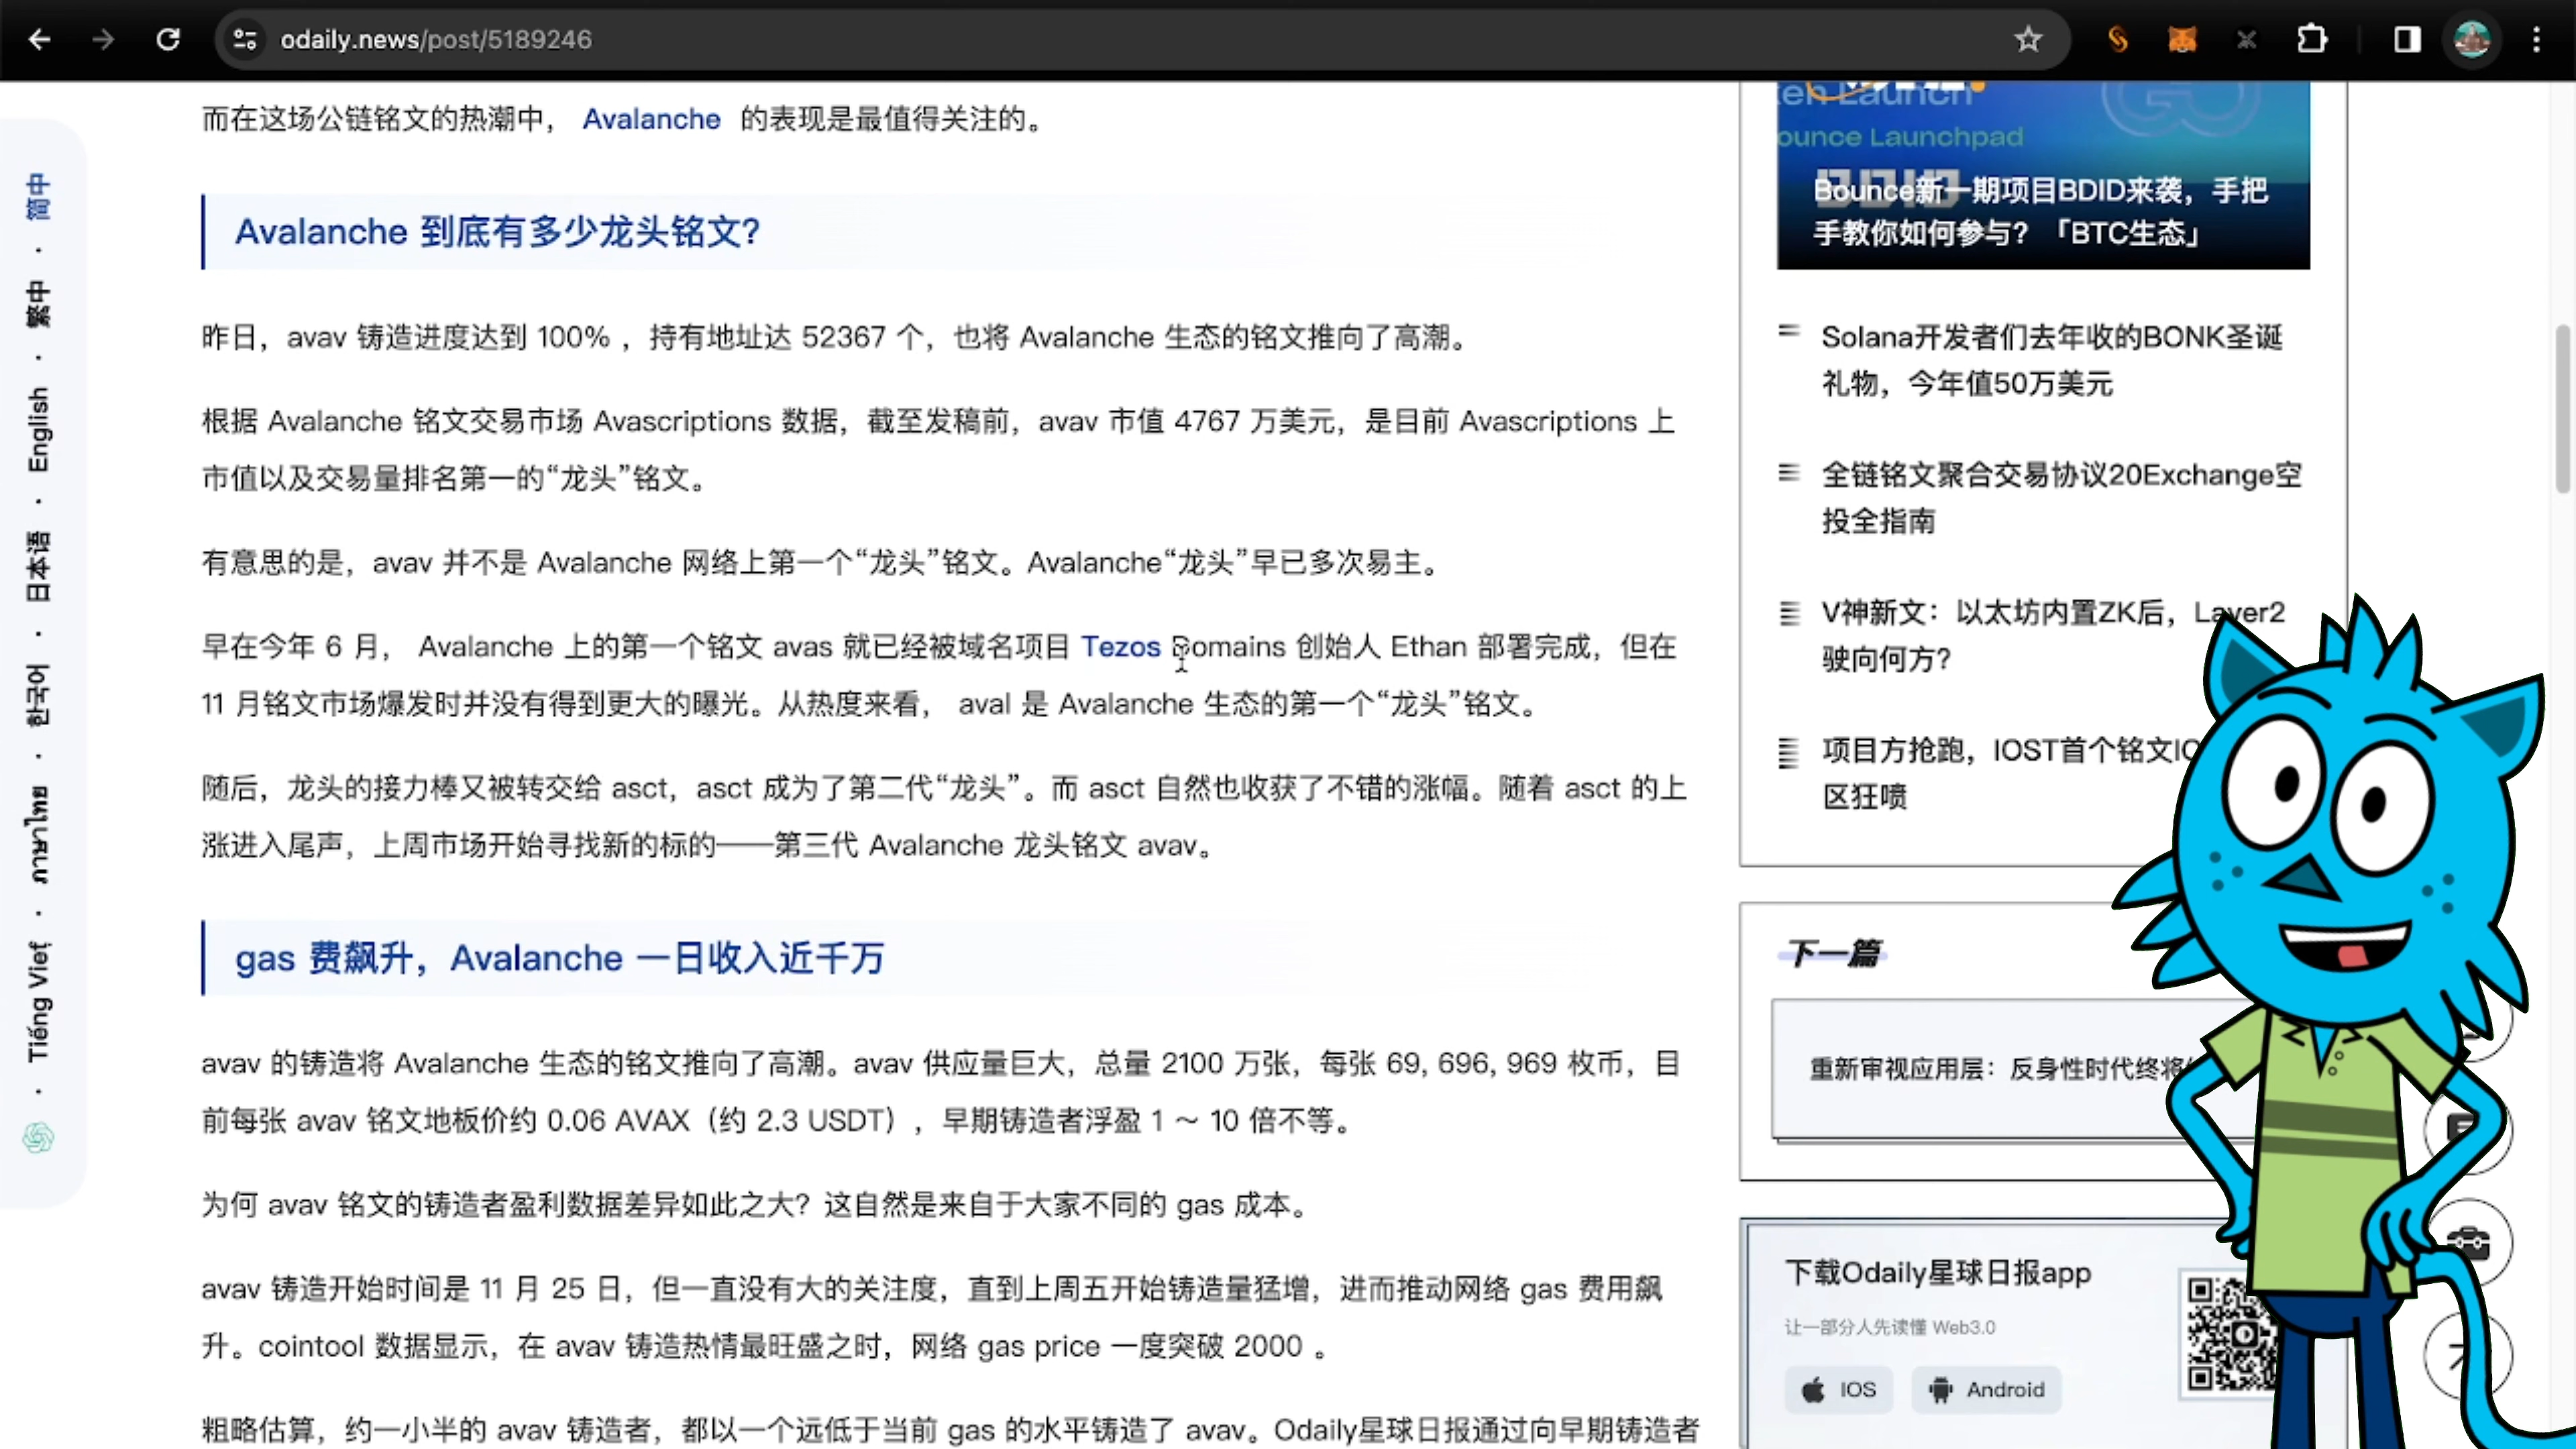 odaily.news/post/5189246
简中 · 繁中 · English · 日本语 · 한국어 · ภาษาไทย · Tiếng Việt ·
而在这场公链铭文的热潮中， Avalanche 的表现是最值得关注的。
Avalanche 到底有多少龙头铭文？
昨日，avav 铸造进度达到 100% ，持有地址达 52367 个，也将 Avalanche 生态的铭文推向了高潮。
根据 Avalanche 铭文交易市场 Avascriptions 数据，截至发稿前，avav 市值 4767 万美元，是目前 Avascriptions 上
市值以及交易量排名第一的“龙头”铭文。
有意思的是，avav 并不是 Avalanche 网络上第一个“龙头”铭文。Avalanche“龙头”早已多次易主。
早在今年 6 月， Avalanche 上的第一个铭文 avas 就已经被域名项目 Tezos Domains 创始人 Ethan 部署完成，但在
11 月铭文市场爆发时并没有得到更大的曝光。从热度来看， aval 是 Avalanche 生态的第一个“龙头”铭文。
随后，龙头的接力棒又被转交给 asct，asct 成为了第二代“龙头”。而 asct 自然也收获了不错的涨幅。随着 asct 的上
涨进入尾声，上周市场开始寻找新的标的——第三代 Avalanche 龙头铭文 avav。
gas 费飙升，Avalanche 一日收入近千万
avav 的铸造将 Avalanche 生态的铭文推向了高潮。avav 供应量巨大，总量 2100 万张，每张 69, 696, 969 枚币，目
前每张 avav 铭文地板价约 0.06 AVAX（约 2.3 USDT），早期铸造者浮盈 1 ～ 10 倍不等。
为何 avav 铭文的铸造者盈利数据差异如此之大？这自然是来自于大家不同的 gas 成本。
avav 铸造开始时间是 11 月 25 日，但一直没有大的关注度，直到上周五开始铸造量猛增，进而推动网络 gas 费用飙
升。cointool 数据显示，在 avav 铸造热情最旺盛之时，网络 gas price 一度突破 2000 。
粗略估算，约一小半的 avav 铸造者，都以一个远低于当前 gas 的水平铸造了 avav。Odaily星球日报通过向早期铸造者
ken Launch
GO
ounce Launchpad
BDID
Bounce新一期项目BDID来袭，手把
手教你如何参与？「BTC生态」
Solana开发者们去年收的BONK圣诞
礼物，今年值50万美元
全链铭文聚合交易协议20Exchange空
投全指南
V神新文：以太坊内置ZK后，Layer2
驶向何方？
项目方抢跑，IOST首个铭文IO
区狂喷
下一篇
重新审视应用层：反身性时代终将
下载Odaily星球日报app
让一部分人先读懂 Web3.0
IOS
Android